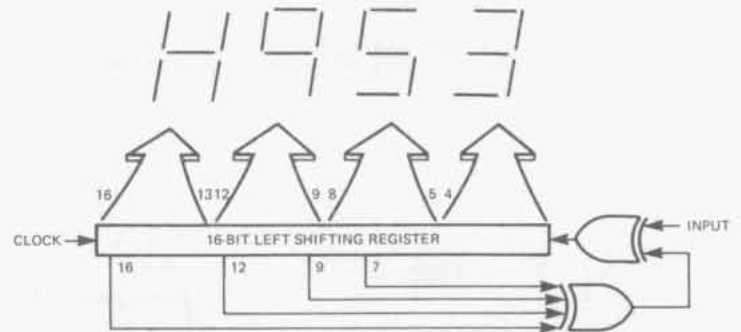 H953
16 1312 9 8 5 4
INPUT
CLOCK 16-BIT LEFT SHIFTING REGISTER
16 12 9 7